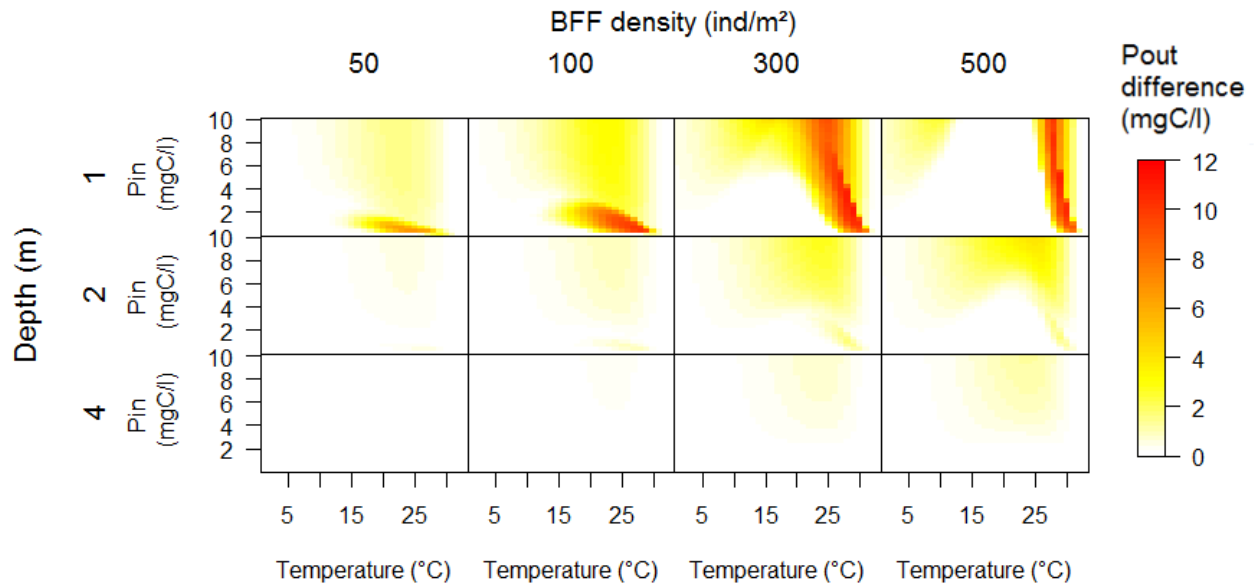 BFF density (ind/m²)
50 100 300 500
Pout
difference
(mgC/l)
Depth (m)
1
Pin
(mgC/l)
10
8
6
4
2
2
Pin
(mgC/l)
10
8
6
4
2
4
Pin
(mgC/l)
10
8
6
4
2
12
10
8
6
4
2
0
5 15 25 5 15 25 5 15 25 5 15 25
Temperature (°C) Temperature (°C) Temperature (°C) Temperature (°C)